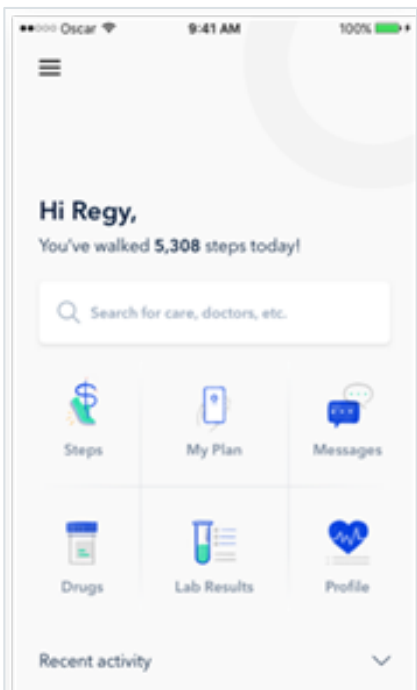 Oscar 9:41 AM 100%
Hi Regy,
You've walked 5,308 steps today!
Search for care, doctors, etc.
Steps My Plan Messages
Drugs Lab Results Profile
Recent activity